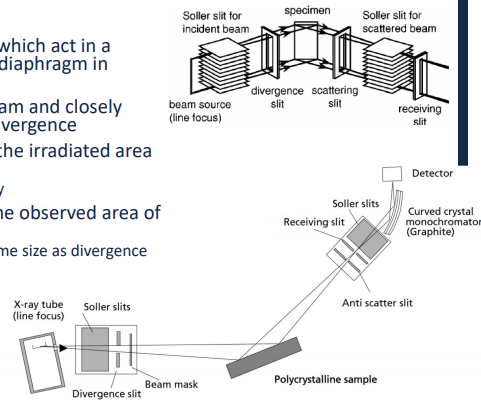 which act in a
diaphragm in
am and closely
vergence
the irradiated area
y
ne observed area of
me size as divergence
Soller slit for
incident beam
specimen
Soller slit for
scattered beam
beam source
(line focus)
divergence
slit
scattering
slit
receiving
slit
Detector
Soller slits
Curved crystal
monochromator
(Graphite)
Receiving slit
Anti scatter slit
X-ray tube
(line focus)
Soller slits
Beam mask
Divergence slit
Polycrystalline sample